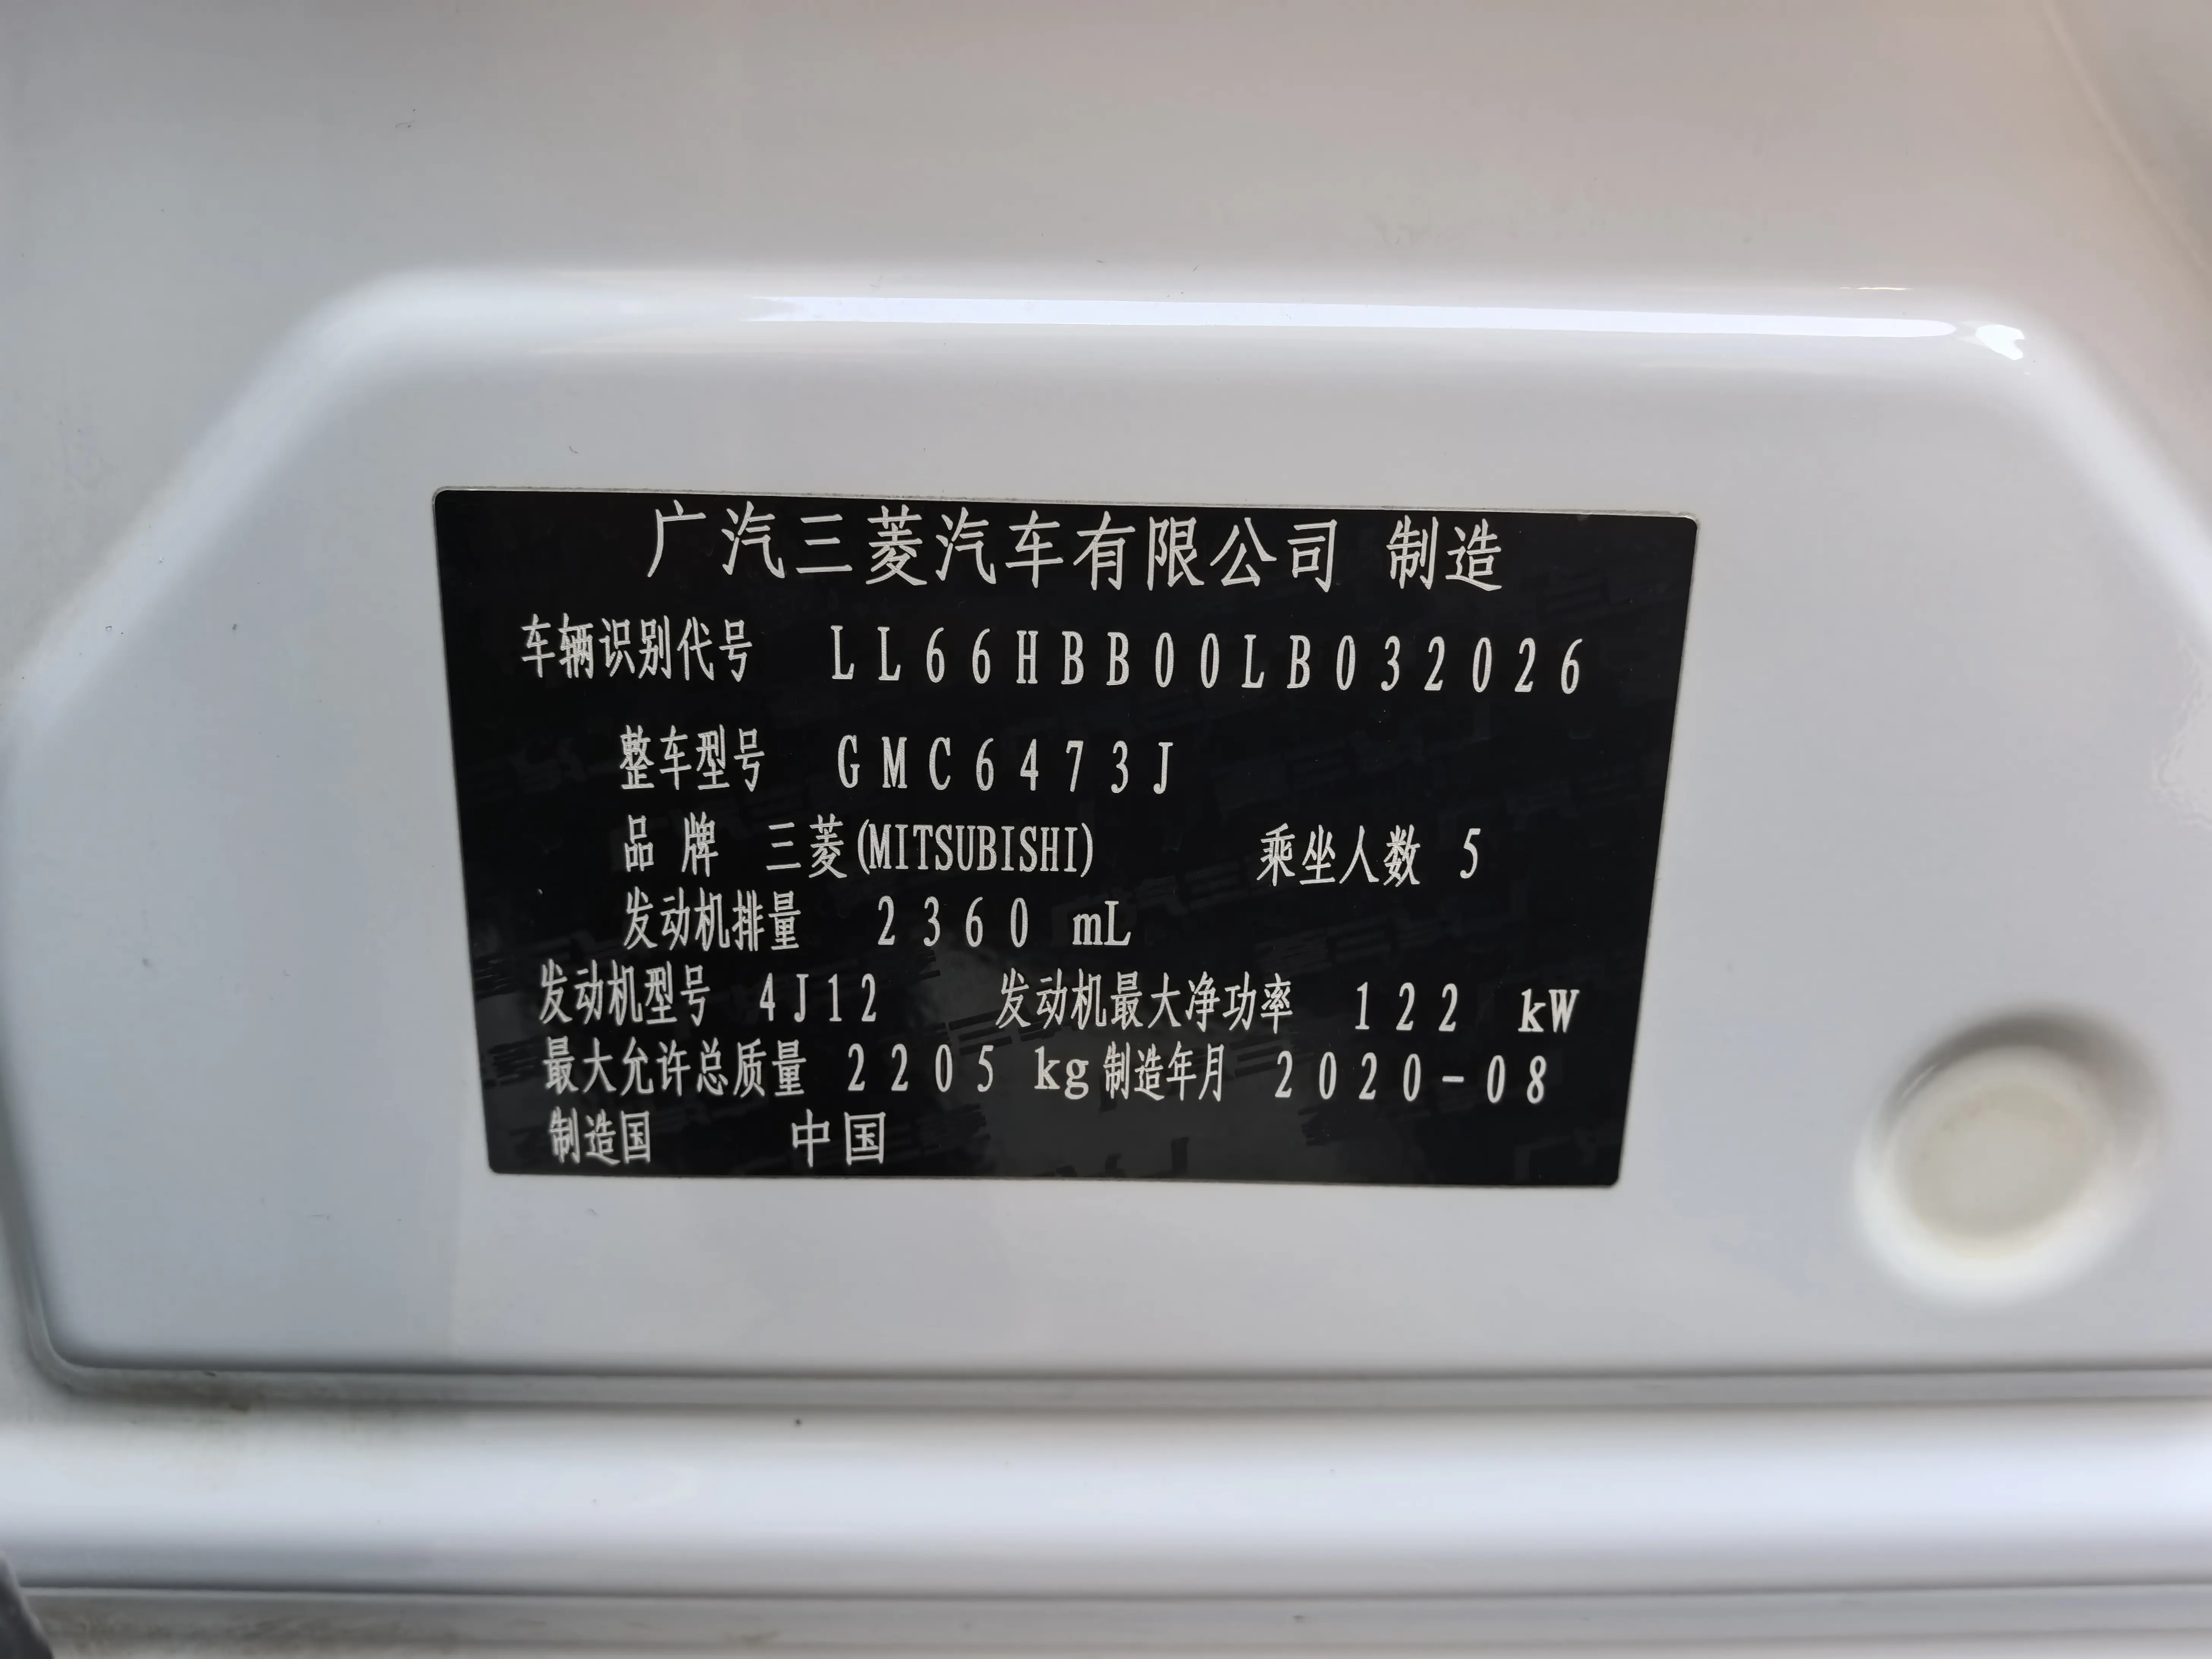 广汽三菱汽车有限公司 制造
车辆识别代号 LL66HBB00LB032026
整车型号 GMC6473J
品牌 三菱(MITSUBISHI) 乘坐人数 5
发动机排量 2360 mL
发动机型号 4J12 发动机最大净功率 122 kW
最大允许总质量 2205 kg 制造年月 2020-08
制造国 中国